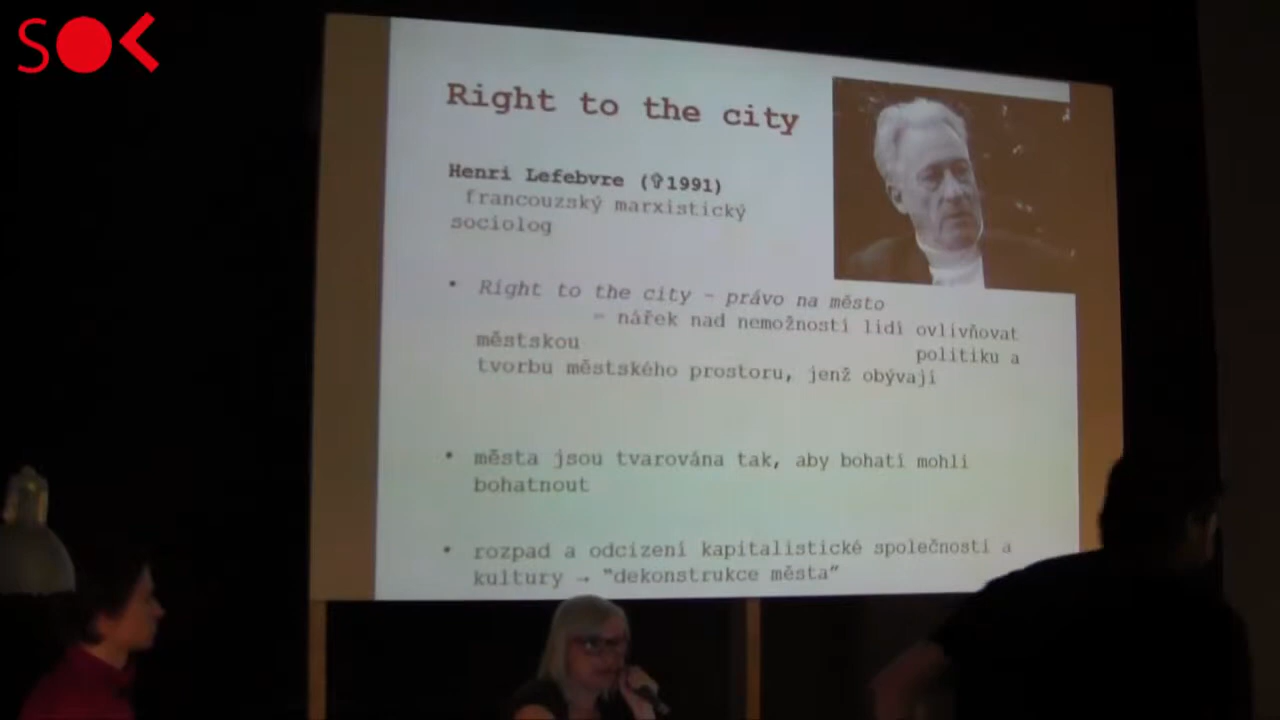 SOK
Right to the city
Henri Lefebvre (✞1991)
francouzský marxistický
sociolog
• Right to the city – právo na město
– nářek nad nemožností lidí ovlivňovat
městskou politiku a
tvorbu městského prostoru, jenž obývají
• města jsou tvarována tak, aby bohatí mohli
bohatnout
• rozpad a odcizení kapitalistické společnosti a
kultury → "dekonstrukce města"